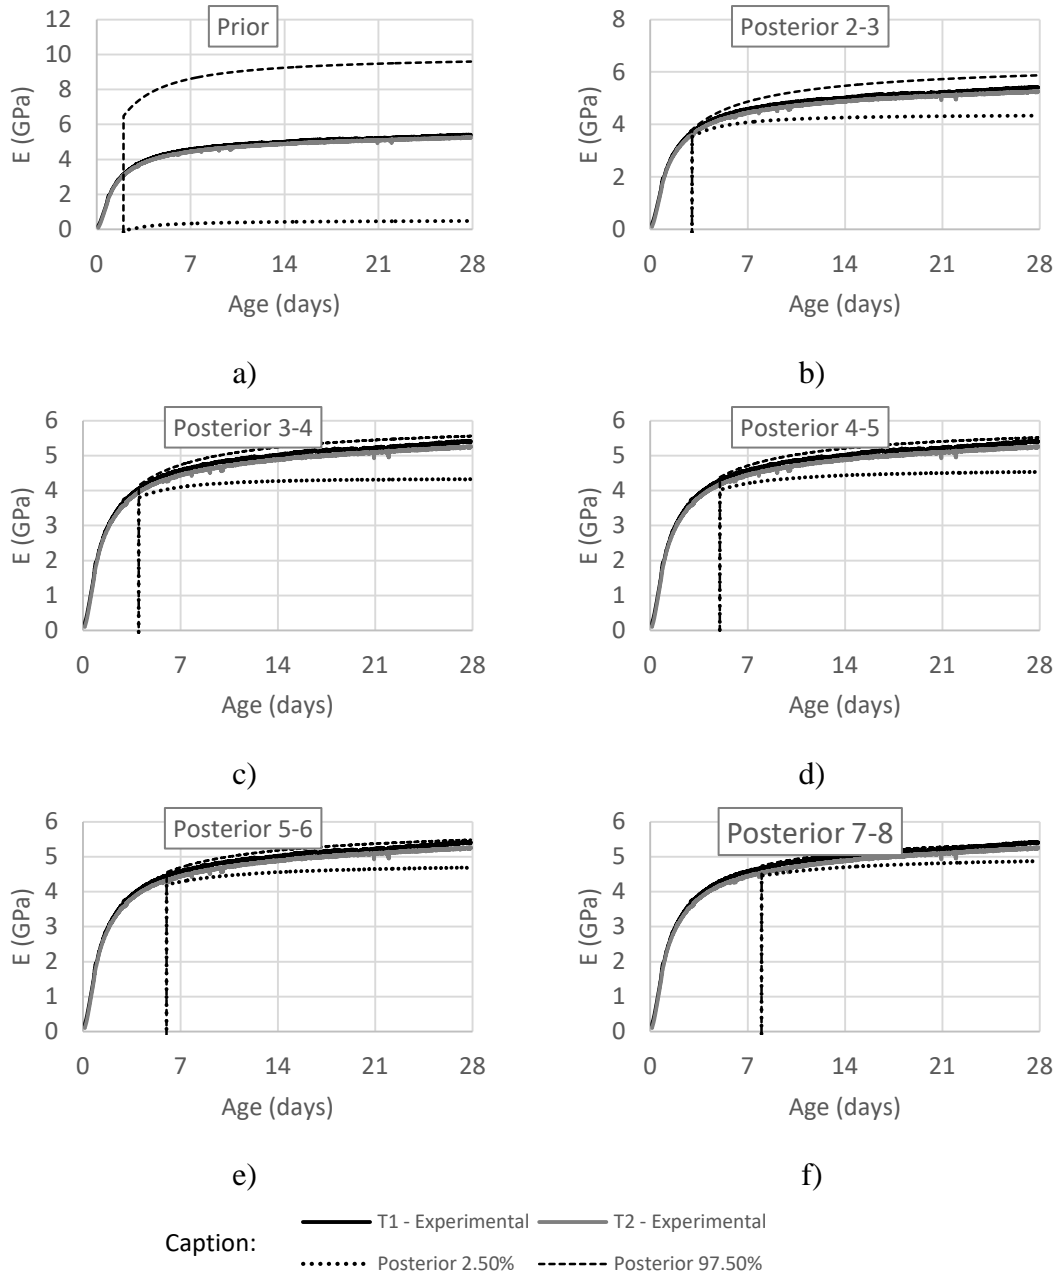 Prior
12
10
8
6
4
2
0
E (GPa)
0 7 14 21 28
Age (days)
a)
Posterior 2-3
8
6
4
2
0
E (GPa)
0 7 14 21 28
Age (days)
b)
Posterior 3-4
6
5
4
3
2
1
0
E (GPa)
0 7 14 21 28
Age (days)
c)
Posterior 4-5
6
5
4
3
2
1
0
E (GPa)
0 7 14 21 28
Age (days)
d)
Posterior 5-6
6
5
4
3
2
1
0
E (GPa)
0 7 14 21 28
Age (days)
e)
Posterior 7-8
6
5
4
3
2
1
0
E (GPa)
0 7 14 21 28
Age (days)
f)
Caption:
T1 - Experimental T2 - Experimental
Posterior 2.50% Posterior 97.50%